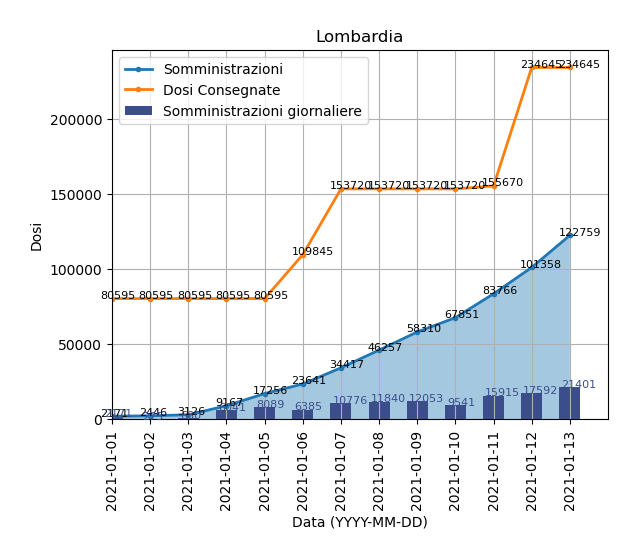 Lombardia
Somministrazioni
Dosi Consegnate
Somministrazioni giornaliere
Dosi
200000
150000
100000
50000
0
80595 80595 80595 80595 80595 109845 153720 153720 153720 153720 155670 234645 234645
2171 2446 3126 9167 17256 23641 34417 46257 58310 67851 83766 101358 122759
6041 8089 6385 10776 11840 12053 9541 15915 17592 21401
2021-01-01
2021-01-02
2021-01-03
2021-01-04
2021-01-05
2021-01-06
2021-01-07
2021-01-08
2021-01-09
2021-01-10
2021-01-11
2021-01-12
2021-01-13
Data (YYYY-MM-DD)